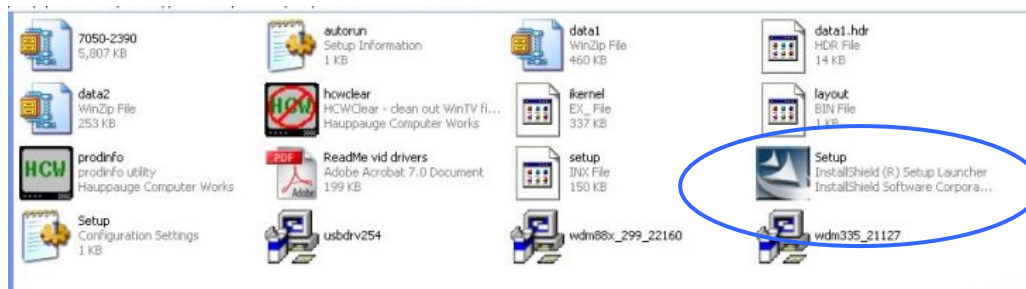 7050-2390
5,807 KB
autorun
Setup Information
1 KB
data1
WinZip File
460 KB
data1.hdr
HDR File
14 KB
data2
WinZip File
253 KB
HCW
hcwclear
HCWClear - clean out WinTV fi...
Hauppauge Computer Works
ikernel
EX_ File
337 KB
layout
BIN File
1 KB
HCW
prodinfo
prodinfo utility
Hauppauge Computer Works
PDF
Adobe
ReadMe vid drivers
Adobe Acrobat 7.0 Document
199 KB
setup
INX File
150 KB
Setup
InstallShield (R) Setup Launcher
InstallShield Software Corpora...
Setup
Configuration Settings
1 KB
usbdrv254
wdm88x_299_22160
wdm335_21127